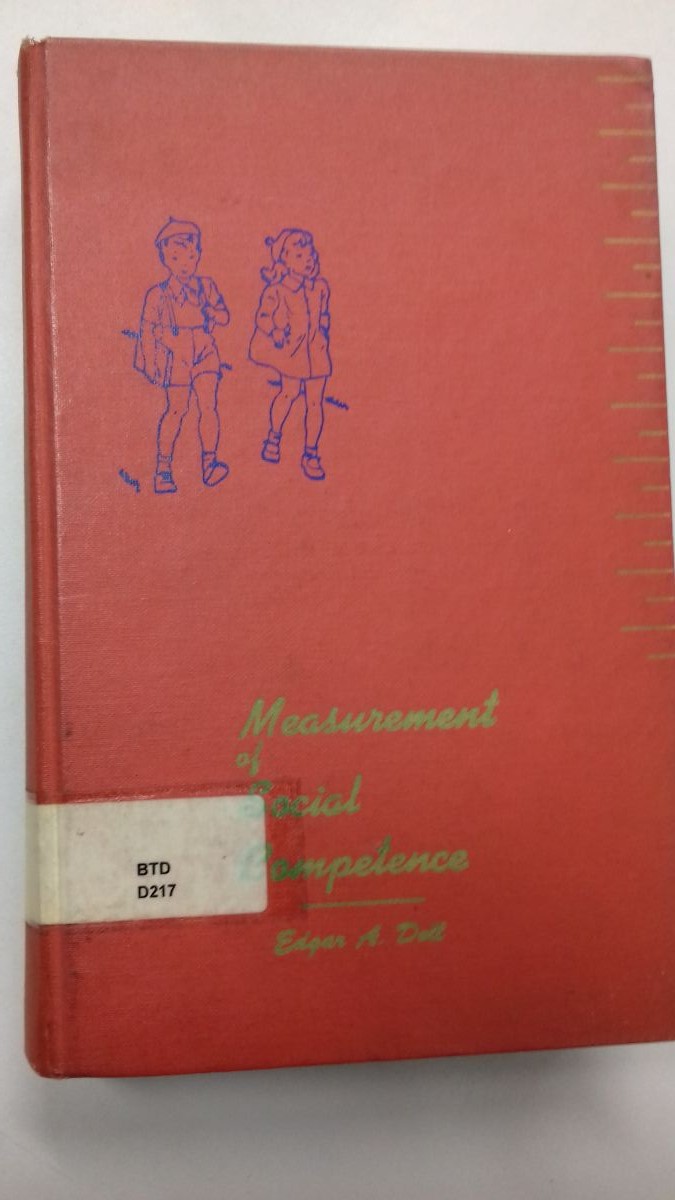 Measurement
of
Social
Competence
Edgar A. Doll
BTD
D217